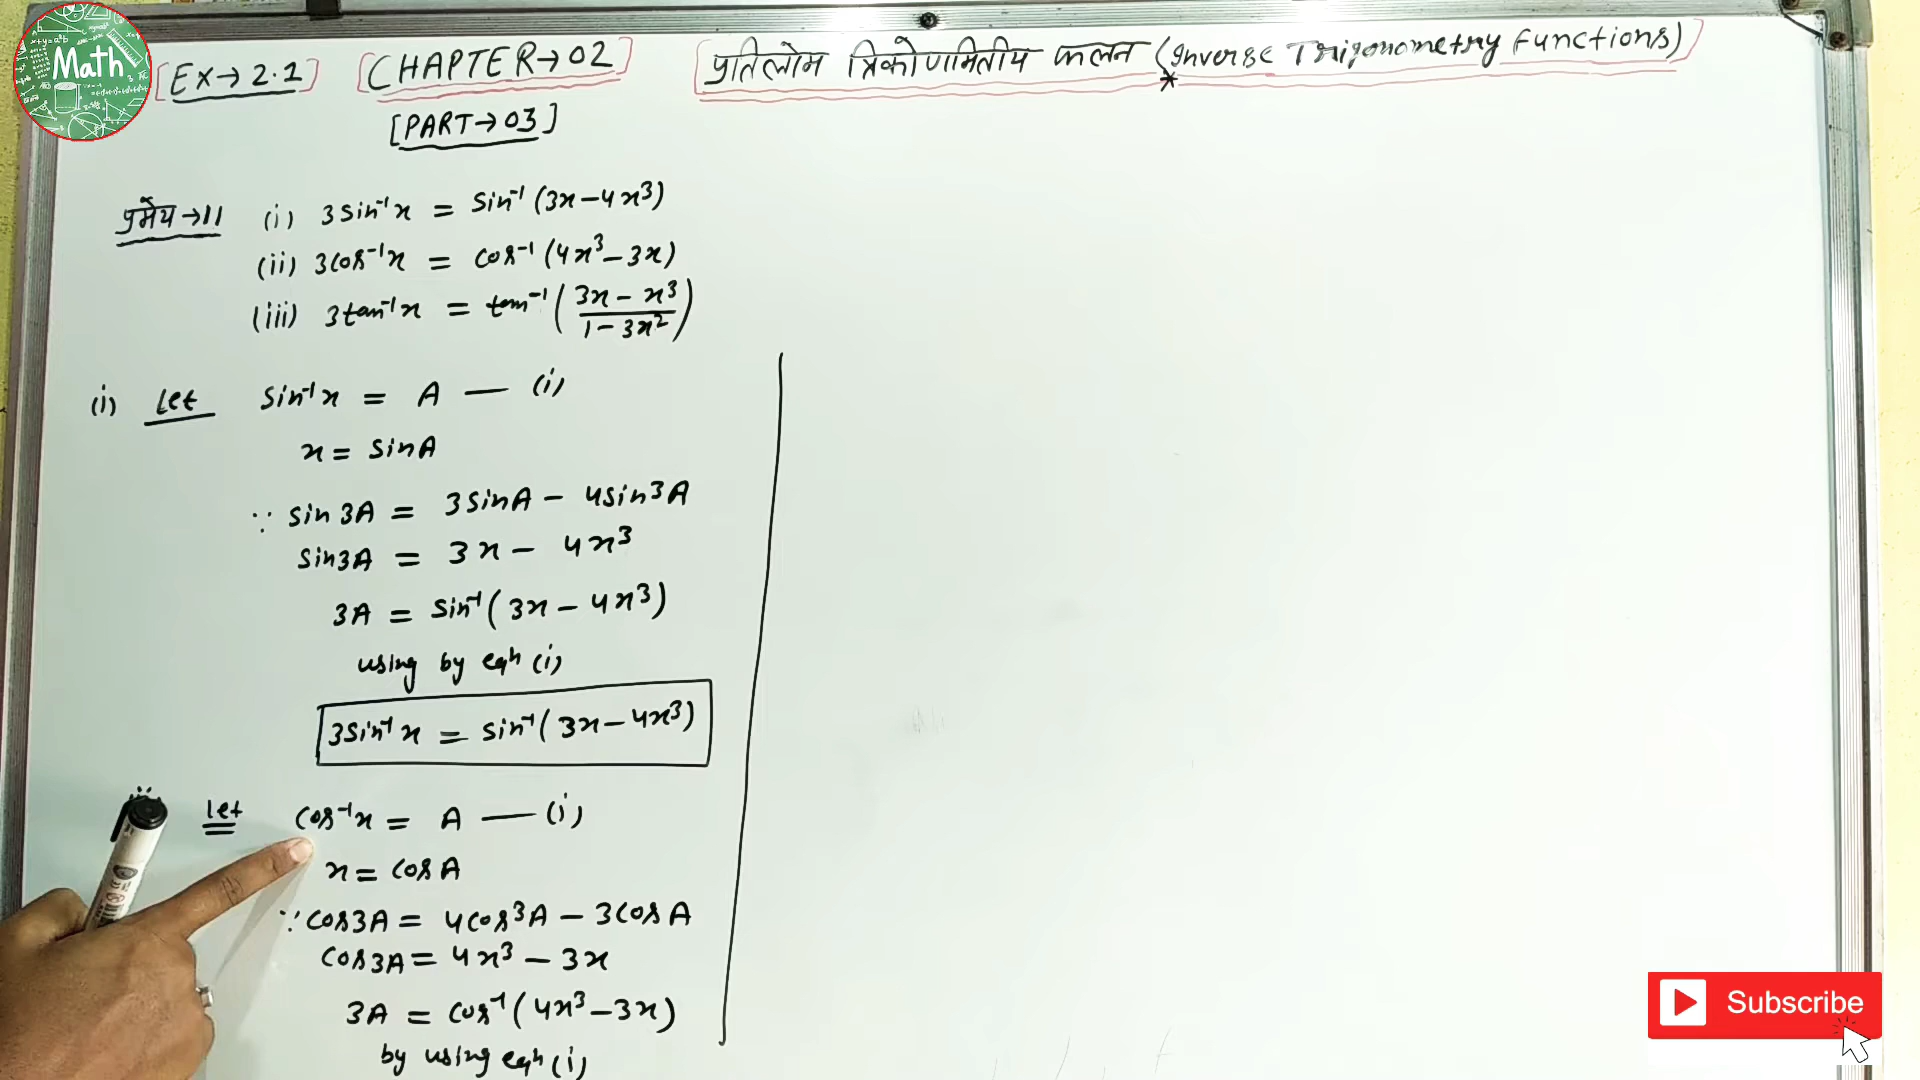 Math
[EX→2.1] [CHAPTER→02] [प्रतिलोम त्रिकोणमितीय फलन (Inverse Trigonometry Functions)]
[PART→03]
प्रमेय→11 (i) 3sin⁻¹x = sin⁻¹(3x-4x³)
(ii) 3cos⁻¹x = cos⁻¹(4x³-3x)
(iii) 3tan⁻¹x = tan⁻¹((3x-x³)/(1-3x²))
(i) Let sin⁻¹x = A — (i)
x = sinA
∵ sin3A = 3sinA - 4sin³A
sin3A = 3x - 4x³
3A = sin⁻¹(3x-4x³)
using by eqⁿ (i)
3sin⁻¹x = sin⁻¹(3x-4x³)
Let cos⁻¹x = A — (i)
x = cosA
∵ cos3A = 4cos³A - 3cosA
cos3A = 4x³ - 3x
3A = cos⁻¹(4x³-3x)
by using eqⁿ (i)
Subscribe